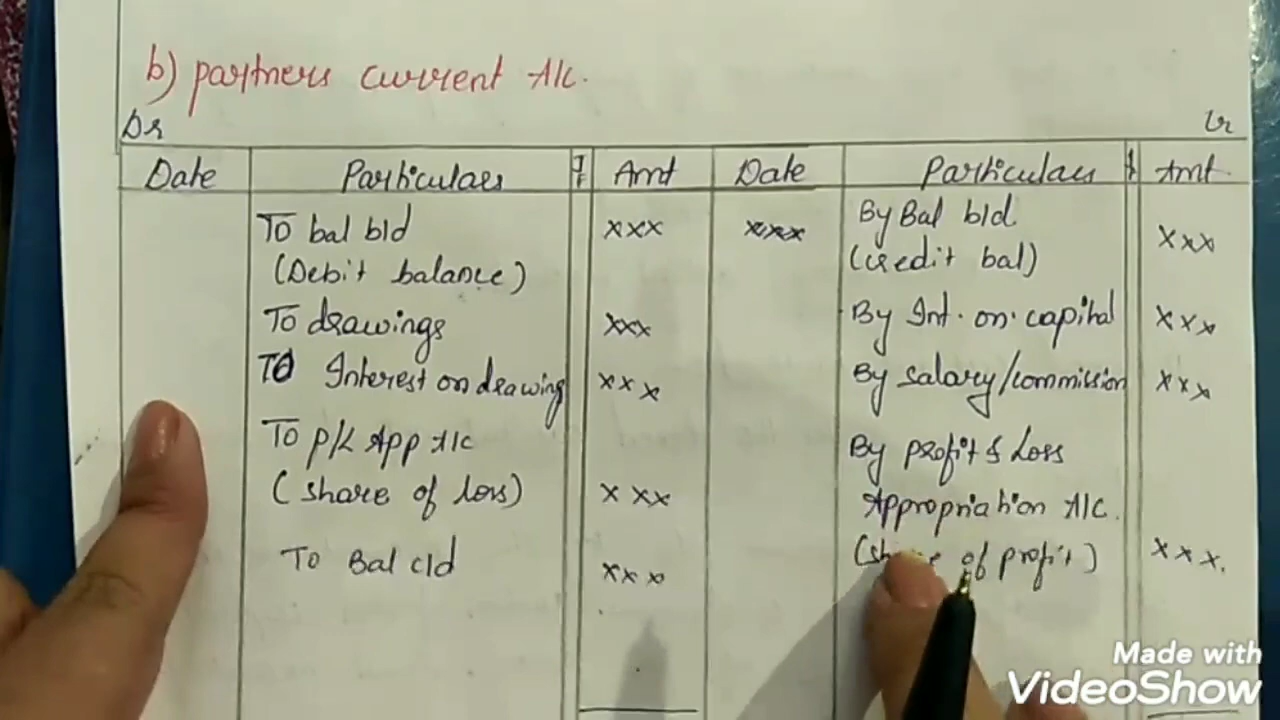 b) partners current A/c.
Dr Cr
Date Particulars J F Amt Date Particulars J F Amt
To bal b/d xxx xxx By Bal b/d
(Debit balance) (credit bal) xxx
To drawings xxx By Int. on. capital xxx
To Interest on drawing xxx By salary/commission xxx
To P/L App A/c By profit & Loss
(share of loss) xxx Appropriation A/c.
To Bal c/d xxx (share of profit) xxx.
Made with
VideoShow